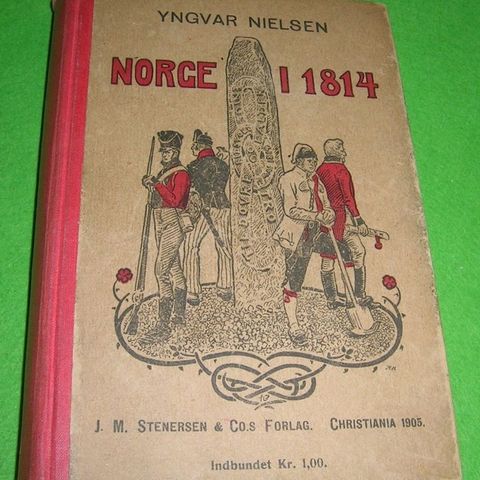 YNGVAR NIELSEN
NORGE I 1814
J. M. STENERSEN & CO.S FORLAG. CHRISTIANIA 1905.
Indbundet Kr. 1,00.